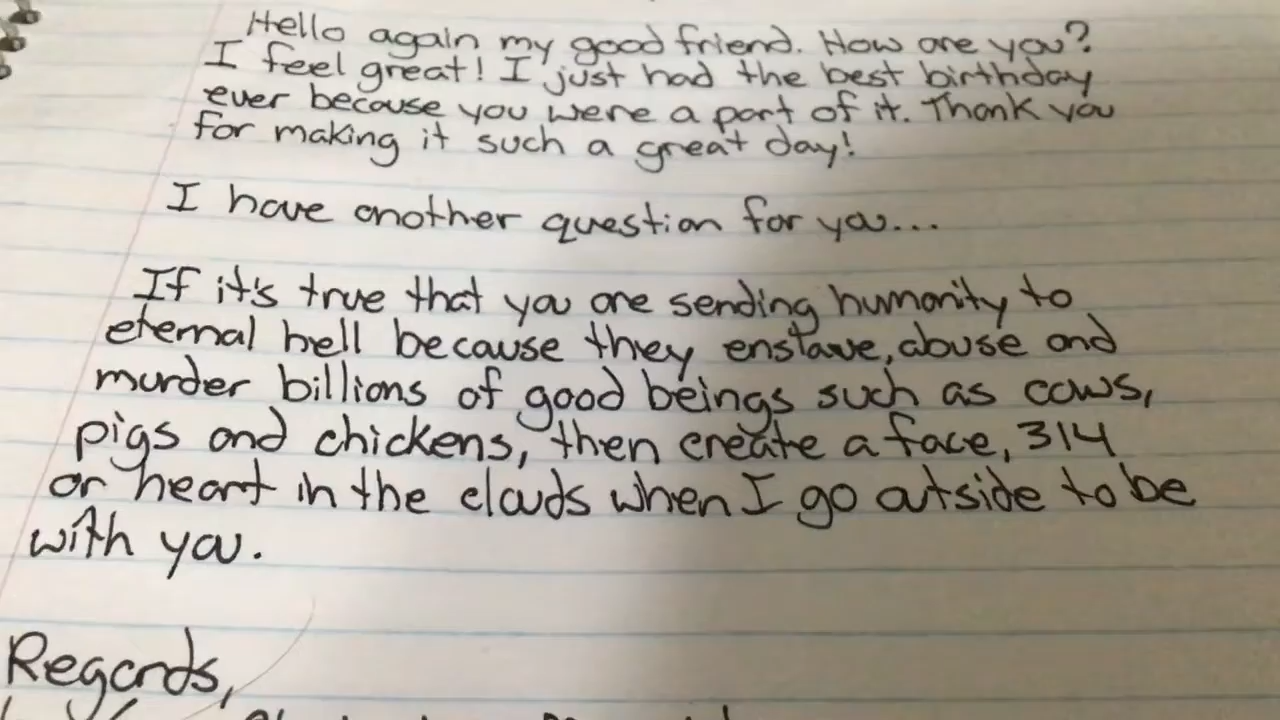 Hello again my good friend. How are you?
I feel great! I just had the best birthday
ever because you were a part of it. Thank you
for making it such a great day!
I have another question for you...
If it's true that you are sending humanity to
eternal hell because they enslave, abuse and
murder billions of good beings such as cows,
pigs and chickens, then create a face, 314
or heart in the clouds when I go outside to be
with you.
Regards,